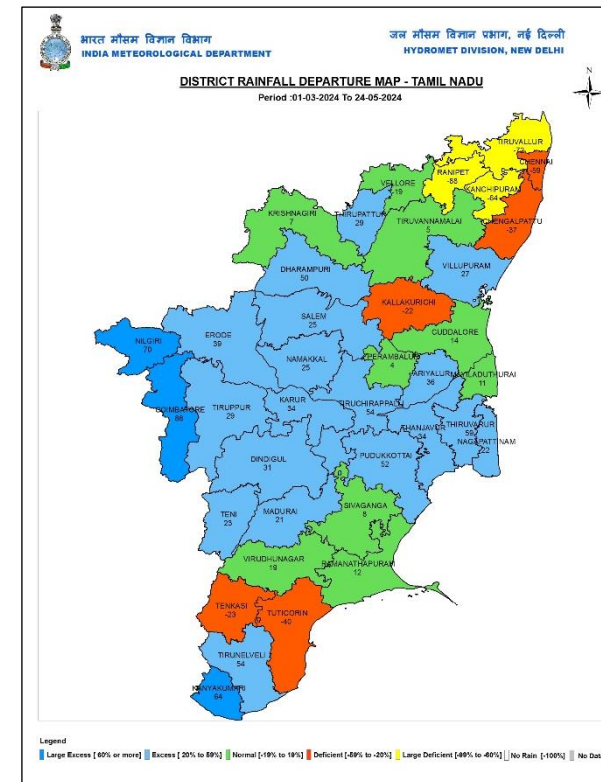 भारत मौसम विज्ञान विभाग
INDIA METEOROLOGICAL DEPARTMENT
जल मौसम विज्ञान प्रभाग, नई दिल्ली
HYDROMET DIVISION, NEW DELHI
DISTRICT RAINFALL DEPARTURE MAP - TAMIL NADU
Period :01-03-2024 To 24-05-2024
N
TIRUVALLUR
CHENNAI
-59
RANIPET
-88
KANCHIPURAM
-64
CHENGALPATTU
-37
VELLORE
-19
THIRUPATTUR
29
KRISHNAGIRI
7
TIRUVANNAMALAI
5
VILLUPURAM
27
DHARAMPURI
50
KALLAKURICHI
-22
SALEM
25
CUDDALORE
14
NILGIRI
70
ERODE
39
NAMAKKAL
25
PERAMBALUR
4
ARIYALUR
36
MAYILADUTHURAI
11
COIMBATORE
TIRUPPUR
29
KARUR
34
TIRUCHIRAPPALLI
54
THANJAVUR
34
THIRUVARUR
59
NAGAPATTINAM
22
DINDIGUL
31
PUDUKKOTTAI
52
TENI
MADURAI
21
SIVAGANGA
8
VIRUDHUNAGAR
19
RAMANATHAPURAM
12
TENKASI
-23
TUTICORIN
-40
TIRUNELVELI
54
KANYAKUMARI
64
Legend
Large Excess [ 60% or more] Excess [ 20% to 59%] Normal [-19% to 19%] Deficient [-59% to -20%] Large Deficient [-99% to -60%] No Rain [-100%] No Data